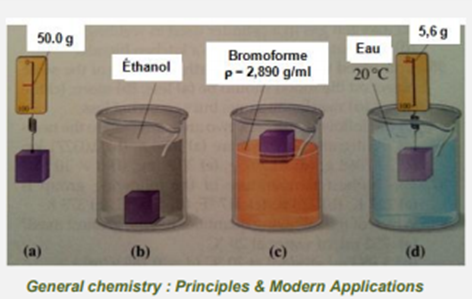 50.0 g
Éthanol
Bromoforme
ρ – 2,890 g/ml
Eau
20°C
5,6 g
(a)
(b)
(c)
(d)
General chemistry : Principles & Modern Applications